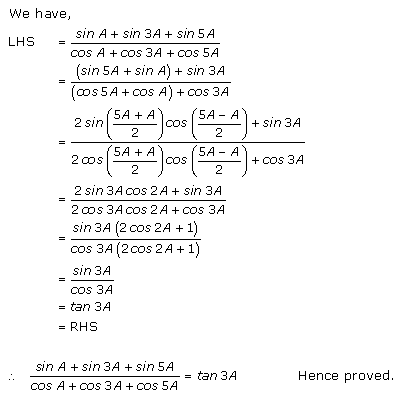 We have,
LHS = (sin A + sin 3A + sin 5A)/(cos A + cos 3A + cos 5A)
= ((sin 5A + sin A) + sin 3A)/((cos 5A + cos A) + cos 3A)
= (2 sin((5A + A)/2) cos((5A − A)/2) + sin 3A)/(2 cos((5A + A)/2) cos((5A − A)/2) + cos 3A)
= (2 sin 3A cos 2A + sin 3A)/(2 cos 3A cos 2A + cos 3A)
= (sin 3A (2 cos 2A + 1))/(cos 3A (2 cos 2A + 1))
= (sin 3A)/(cos 3A)
= tan 3A
= RHS
∴ (sin A + sin 3A + sin 5A)/(cos A + cos 3A + cos 5A) = tan 3A Hence proved.